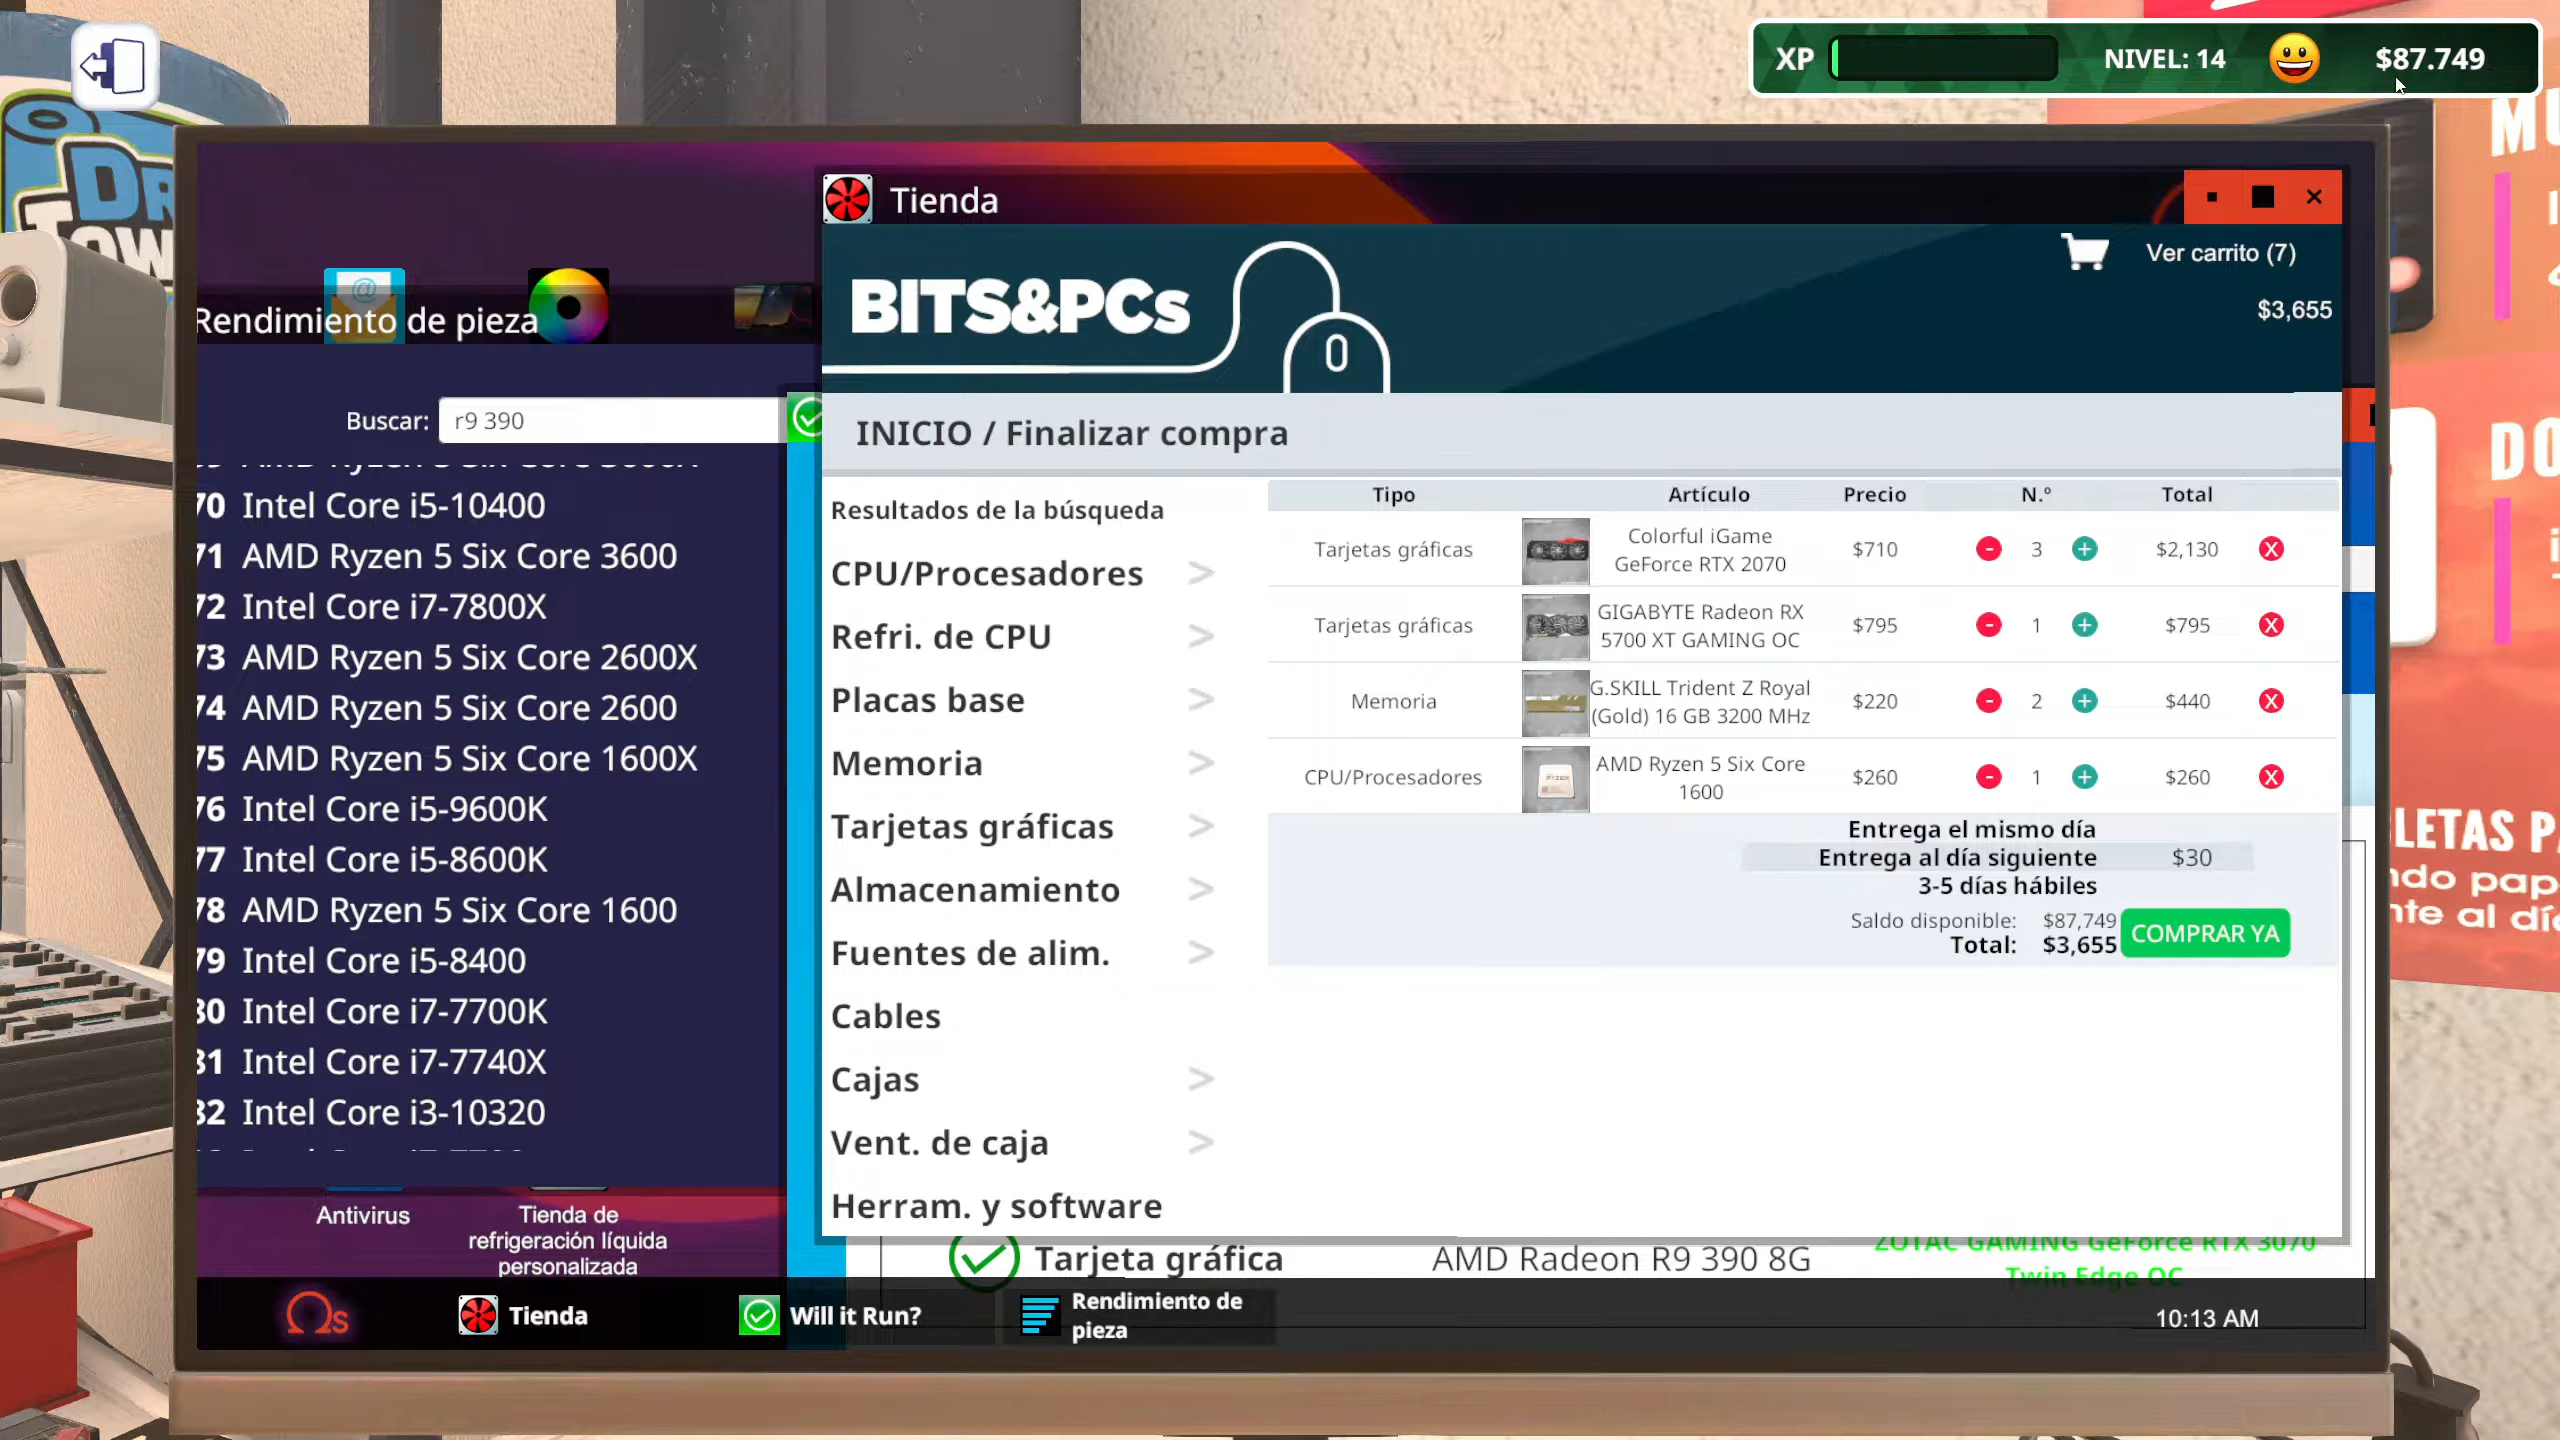 XP
NIVEL: 14
$87.749
Tienda
Ver carrito (7)
$3,655
BITS&PCs
Rendimiento de pieza
Buscar:
r9 390
70 Intel Core i5-10400
71 AMD Ryzen 5 Six Core 3600
72 Intel Core i7-7800X
73 AMD Ryzen 5 Six Core 2600X
74 AMD Ryzen 5 Six Core 2600
75 AMD Ryzen 5 Six Core 1600X
76 Intel Core i5-9600K
77 Intel Core i5-8600K
78 AMD Ryzen 5 Six Core 1600
79 Intel Core i5-8400
80 Intel Core i7-7700K
81 Intel Core i7-7740X
82 Intel Core i3-10320
Antivirus
Tienda de
refrigeración líquida
personalizada
INICIO / Finalizar compra
Resultados de la búsqueda
CPU/Procesadores >
Refri. de CPU >
Placas base >
Memoria >
Tarjetas gráficas >
Almacenamiento >
Fuentes de alim. >
Cables
Cajas >
Vent. de caja >
Herram. y software
Tipo Artículo Precio N.º Total
Tarjetas gráficas Colorful iGame GeForce RTX 2070 $710 - 3 + $2,130 X
Tarjetas gráficas GIGABYTE Radeon RX 5700 XT GAMING OC $795 - 1 + $795 X
Memoria G.SKILL Trident Z Royal (Gold) 16 GB 3200 MHz $220 - 2 + $440 X
CPU/Procesadores AMD Ryzen 5 Six Core 1600 $260 - 1 + $260 X
Entrega el mismo día
Entrega al día siguiente $30
3-5 días hábiles
Saldo disponible: $87,749
Total: $3,655
COMPRAR YA
Tarjeta gráfica AMD Radeon R9 390 8G ZOTAC GAMING GeForce RTX 3070
Twin Edge OC
Tienda
Will it Run?
Rendimiento de
pieza
10:13 AM
DO
LETAS